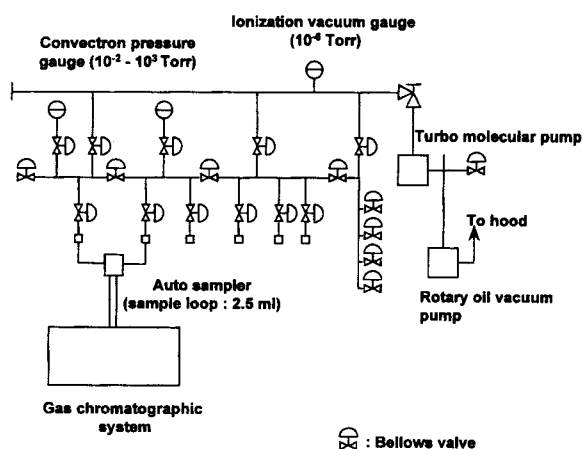 Ionization vacuum gauge
(10⁻⁶ Torr)
Convectron pressure
gauge (10⁻² - 10³ Torr)
Turbo molecular pump
To hood
Auto sampler
(sample loop : 2.5 ml)
Rotary oil vacuum
pump
Gas chromatographic
system
: Bellows valve